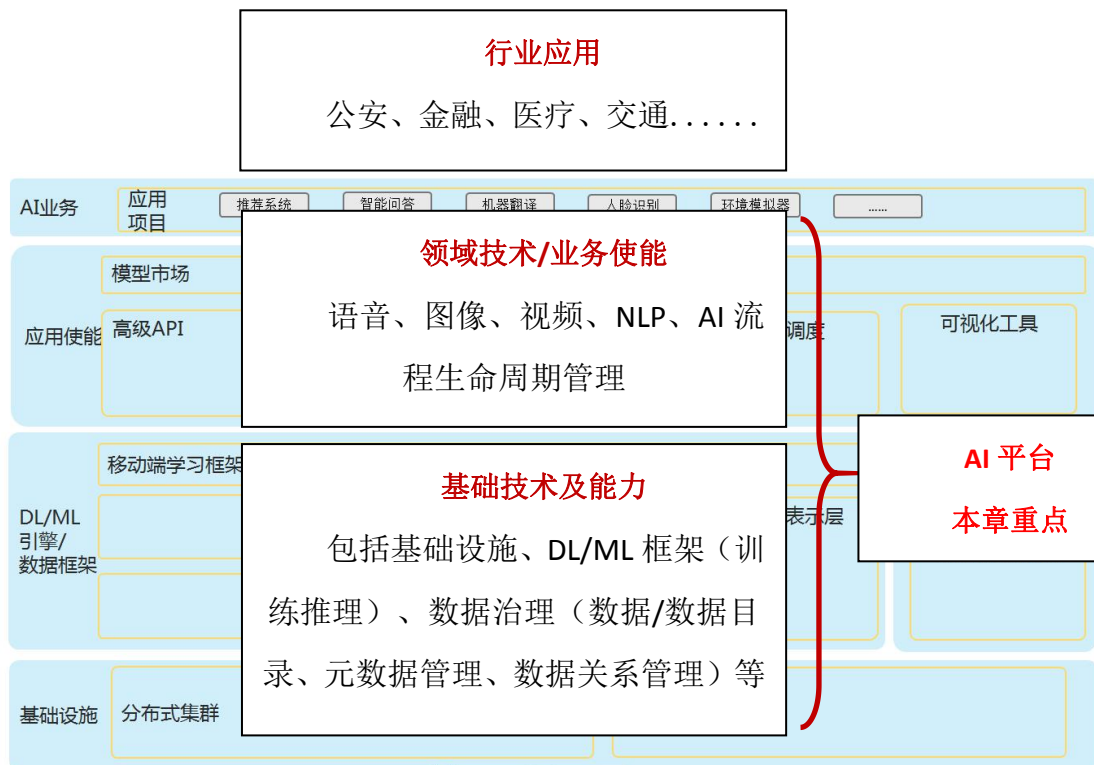 行业应用
公安、金融、医疗、交通......
AI业务
应用
项目
推荐系统
智能问答
机器翻译
人脸识别
环境模拟器
......
领域技术/业务使能
语音、图像、视频、NLP、AI 流
程生命周期管理
应用使能
模型市场
高级API
调度
可视化工具
AI 平台
本章重点
DL/ML
引擎/
数据框架
移动端学习框架
表示层
基础技术及能力
包括基础设施、DL/ML 框架（训
练推理）、数据治理（数据/数据目
录、元数据管理、数据关系管理）等
基础设施
分布式集群